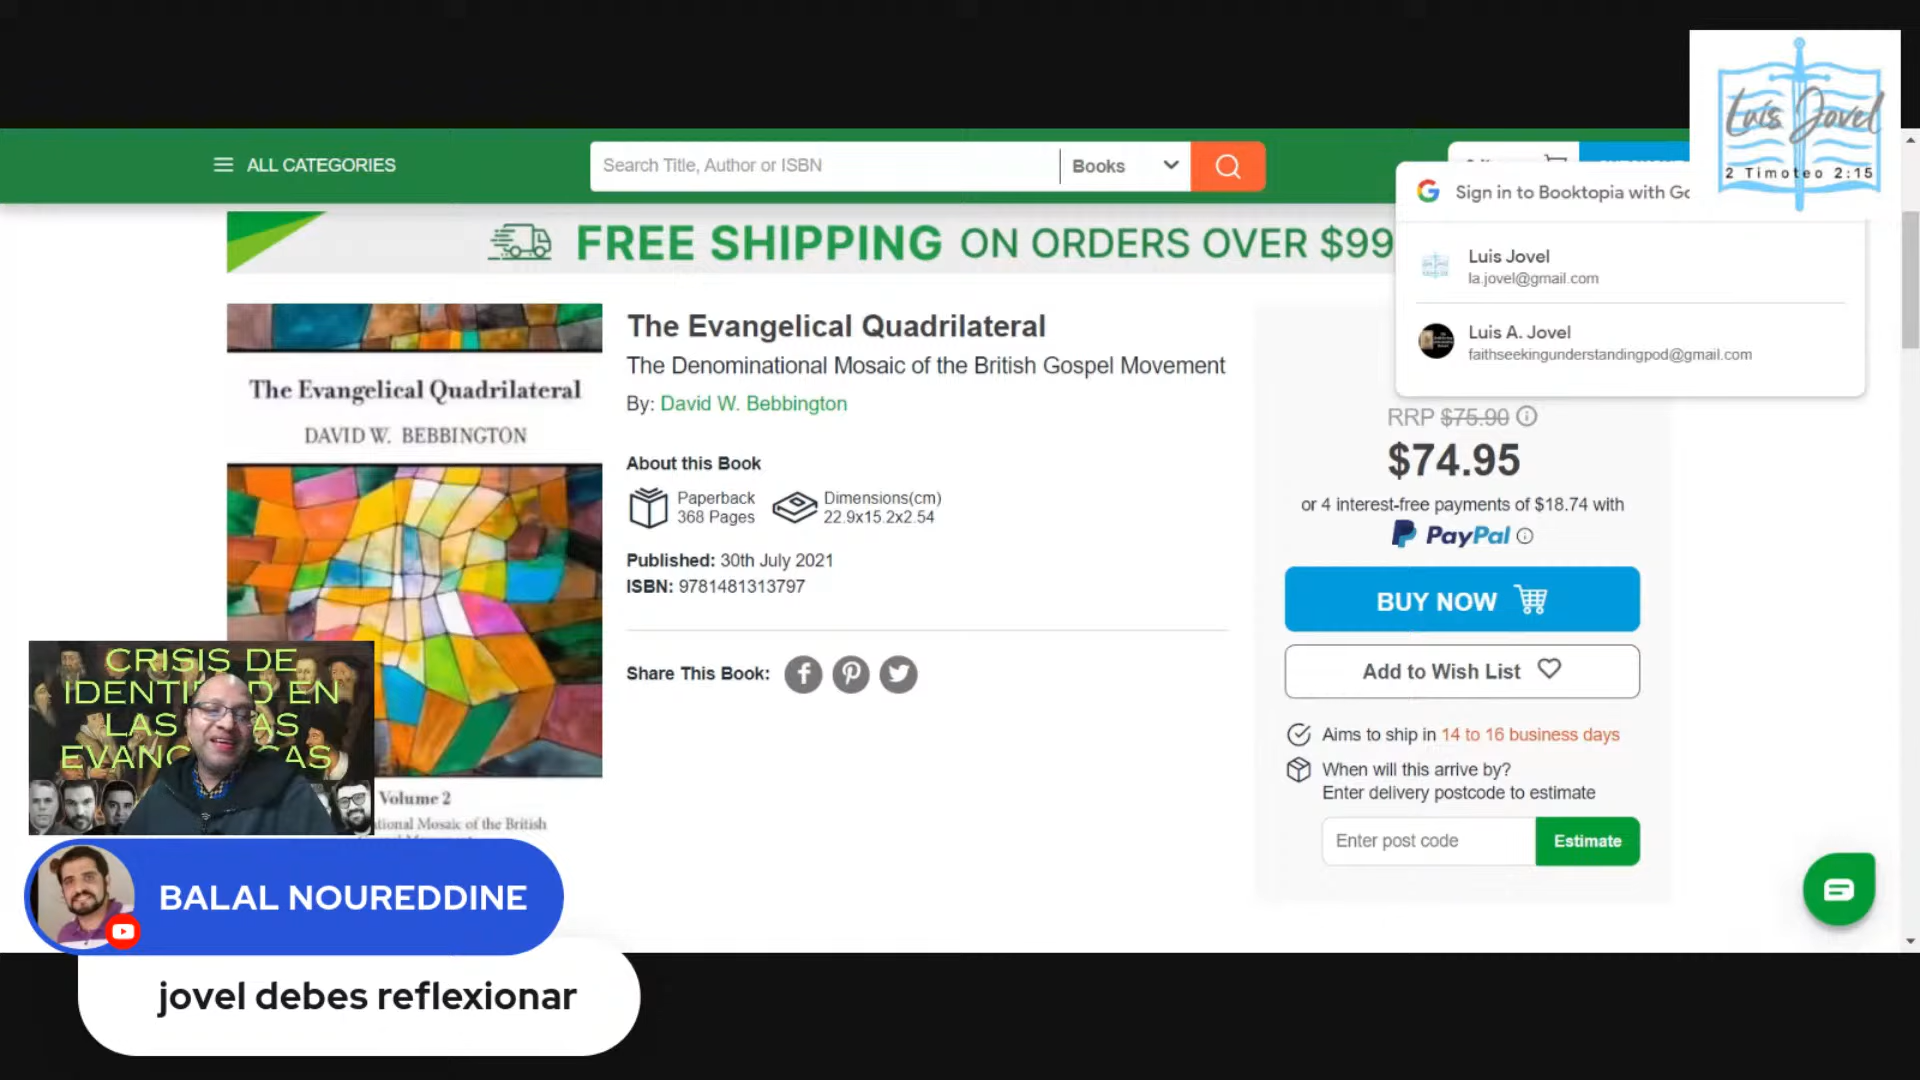 Luis Jovel
2 Timoteo 2:15
ALL CATEGORIES
Search Title, Author or ISBN
Books
Sign in to Booktopia with Go
FREE SHIPPING ON ORDERS OVER $99
Luis Jovel
la.jovel@gmail.com
Luis A. Jovel
faithseekingunderstandingpod@gmail.com
The Evangelical Quadrilateral
DAVID W. BEBBINGTON
Volume 2
tional Mosaic of the British
The Evangelical Quadrilateral
The Denominational Mosaic of the British Gospel Movement
By: David W. Bebbington
About this Book
Paperback
368 Pages
Dimensions(cm)
22.9x15.2x2.54
Published: 30th July 2021
ISBN: 9781481313797
Share This Book:
RRP $75.90
$74.95
or 4 interest-free payments of $18.74 with
PayPal
BUY NOW
Add to Wish List
Aims to ship in 14 to 16 business days
When will this arrive by?
Enter delivery postcode to estimate
Enter post code
Estimate
CRISIS DE
IDENTI D EN
LAS AS
EVANG CAS
BALAL NOUREDDINE
jovel debes reflexionar